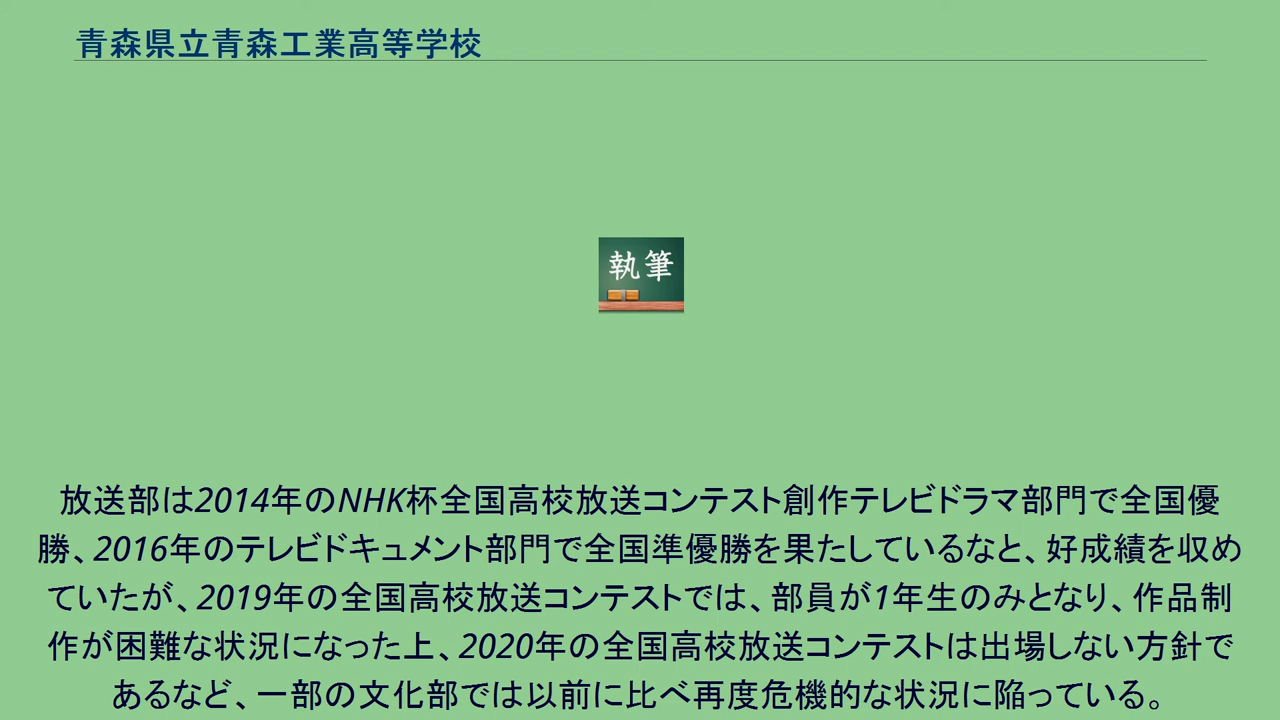 青森県立青森工業高等学校
執筆
放送部は2014年のNHK杯全国高校放送コンテスト創作テレビドラマ部門で全国優
勝、2016年のテレビドキュメント部門で全国準優勝を果たしているなと、好成績を収め
ていたが、2019年の全国高校放送コンテストでは、部員が1年生のみとなり、作品制
作が困難な状況になった上、2020年の全国高校放送コンテストは出場しない方針で
あるなど、一部の文化部では以前に比べ再度危機的な状況に陥っている。